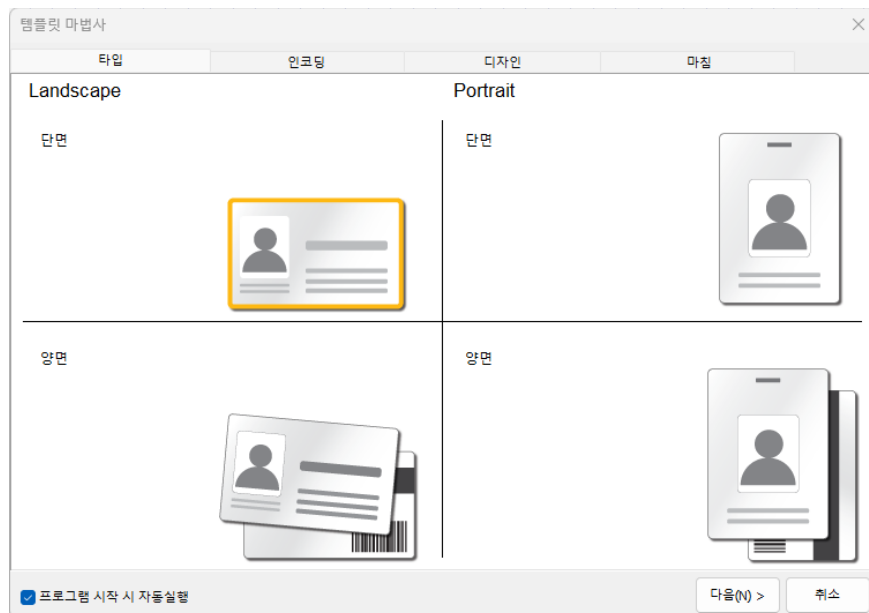 템플릿 마법사
타입 인코딩 디자인 마침
Landscape Portrait
단면 단면
양면 양면
프로그램 시작 시 자동실행
다음(N) > 취소